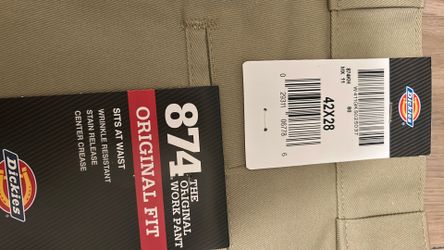 874
THE
ORIGINAL
WORK PANT
ORIGINAL FIT
SITS AT WAIST
WRINKLE RESISTANT
STAIN RELEASE
CENTER CREASE
Dickies
42X28
Dickies